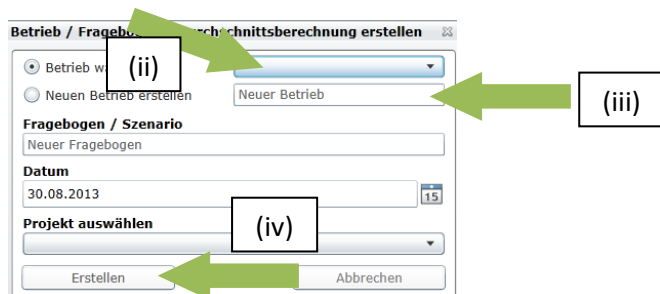 Betrieb / Fragebo rchschnittsberechnung erstellen
(ii)
Betrieb w
Neuen Betrieb erstellen Neuer Betrieb
(iii)
Fragebogen / Szenario
Neuer Fragebogen
Datum
30.08.2013 15
Projekt auswählen
(iv)
Erstellen Abbrechen